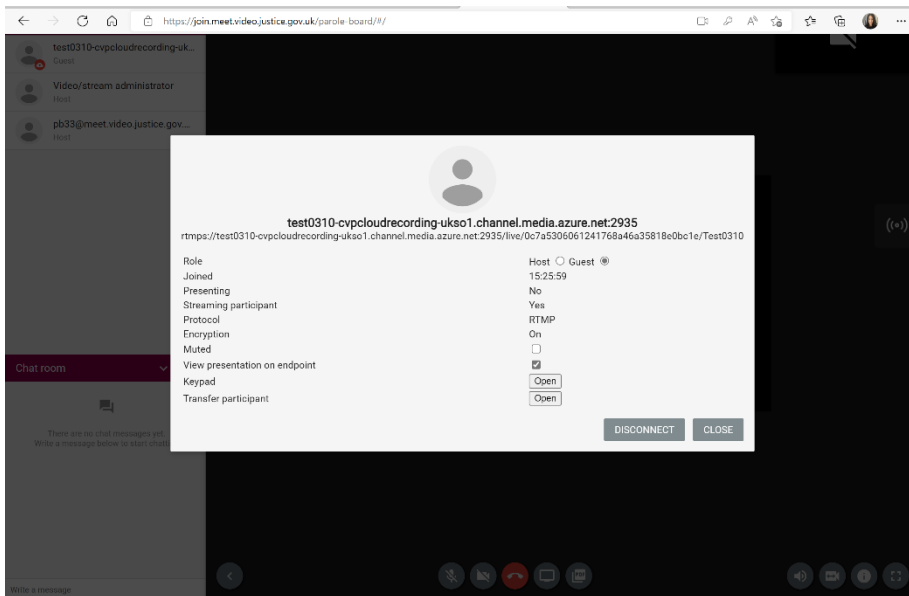 https://join.meet.video.justice.gov.uk/parole-board/#/
test0310-cvpcloudrecording-uk...
Guest
Video/stream administrator
Host
pb33@meet.video.justice.gov...
Host
test0310-cvpcloudrecording-ukso1.channel.media.azure.net:2935
rtmps://test0310-cvpcloudrecording-ukso1.channel.media.azure.net:2935/live/0c7a5306061241768a46a35818e0bc1e/Test0310
Role Host Guest
Joined 15:25:59
Presenting No
Streaming participant Yes
Protocol RTMP
Encryption On
Muted
View presentation on endpoint
Keypad Open
Transfer participant Open
DISCONNECT CLOSE
Chat room
There are no chat messages yet.
Write a message below to start chatti
Write a message